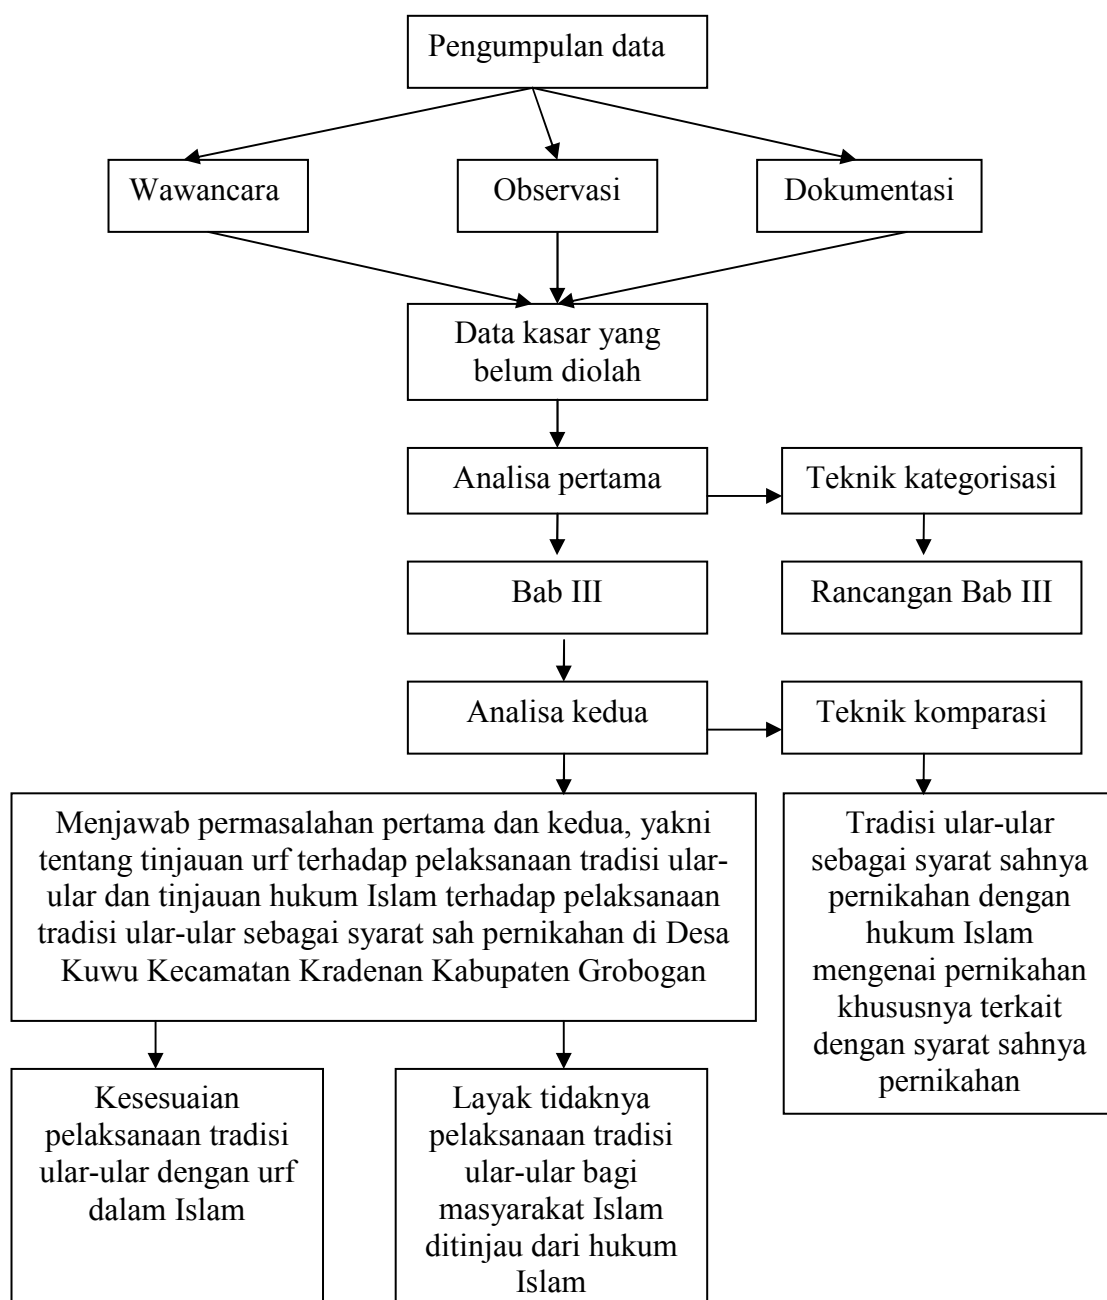 Pengumpulan data
Wawancara
Observasi
Dokumentasi
Data kasar yang
belum diolah
Analisa pertama
Teknik kategorisasi
Bab III
Rancangan Bab III
Analisa kedua
Teknik komparasi
Menjawab permasalahan pertama dan kedua, yakni
tentang tinjauan urf terhadap pelaksanaan tradisi ular-
ular dan tinjauan hukum Islam terhadap pelaksanaan
tradisi ular-ular sebagai syarat sah pernikahan di Desa
Kuwu Kecamatan Kradenan Kabupaten Grobogan
Tradisi ular-ular
sebagai syarat sahnya
pernikahan dengan
hukum Islam
mengenai pernikahan
khususnya terkait
dengan syarat sahnya
pernikahan
Kesesuaian
pelaksanaan tradisi
ular-ular dengan urf
dalam Islam
Layak tidaknya
pelaksanaan tradisi
ular-ular bagi
masyarakat Islam
ditinjau dari hukum
Islam